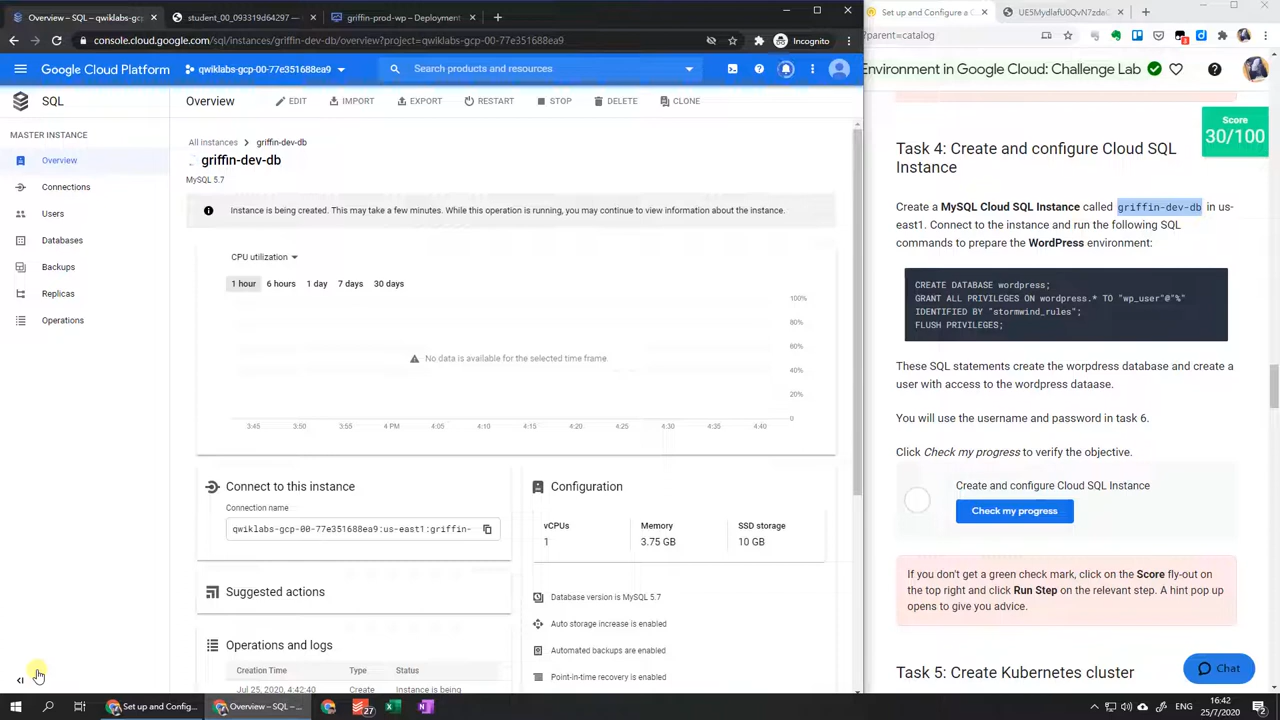 Overview – SQL – qwiklabs-gcp
student_00_59919d64297 –
griffin-prod-wp – Deployment
Set up and Configure a C
UE5MydlafU0QvN7zdaC
console.cloud.google.com/sql/instances/griffin-dev-db/overview?project=qwiklabs-gcp-00-77e351688ea9
Incognito
?parent=catalog
Google Cloud Platform
qwiklabs-gcp-00-77e351688ea9
Search products and resources
Environment in Google Cloud: Challenge Lab
SQL
Overview
EDIT
IMPORT
EXPORT
RESTART
STOP
DELETE
CLONE
MASTER INSTANCE
Overview
Connections
Users
Databases
Backups
Replicas
Operations
All instances
griffin-dev-db
griffin-dev-db
MySQL 5.7
Instance is being created. This may take a few minutes. While this operation is running, you may continue to view information about the instance.
CPU utilization
1 hour
6 hours
1 day
7 days
30 days
100%
80%
60%
No data is available for the selected time frame.
40%
20%
0
3:45
3:50
3:55
4 PM
4:05
4:10
4:15
4:20
4:25
4:30
4:35
4:40
Connect to this instance
Connection name
qwiklabs-gcp-00-77e351688ea9:us-east1:griffin-
Suggested actions
Operations and logs
Creation Time
Type
Status
Jul 25, 2020, 4:42:40
Create
Instance is being
Configuration
vCPUs
Memory
SSD storage
1
3.75 GB
10 GB
Database version is MySQL 5.7
Auto storage increase is enabled
Automated backups are enabled
Point-in-time recovery is enabled
Score
30/100
Task 4: Create and configure Cloud SQL
Instance
Create a MySQL Cloud SQL Instance called griffin-dev-db in us-
east1. Connect to the instance and run the following SQL
commands to prepare the WordPress environment:
CREATE DATABASE wordpress;
GRANT ALL PRIVILEGES ON wordpress.* TO "wp_user"@"%"
IDENTIFIED BY "stormwind_rules";
FLUSH PRIVILEGES;
These SQL statements create the worpdress database and create a
user with access to the wordpress dataase.
You will use the username and password in task 6.
Click Check my progress to verify the objective.
Create and configure Cloud SQL Instance
Check my progress
If you don't get a green check mark, click on the Score fly-out on
the top right and click Run Step on the relevant step. A hint pop up
opens to give you advice.
Task 5: Create Kubernetes cluster
Chat
Set up and Config...
Overview – SQL –...
27
ENG
16:42
25/7/2020
2